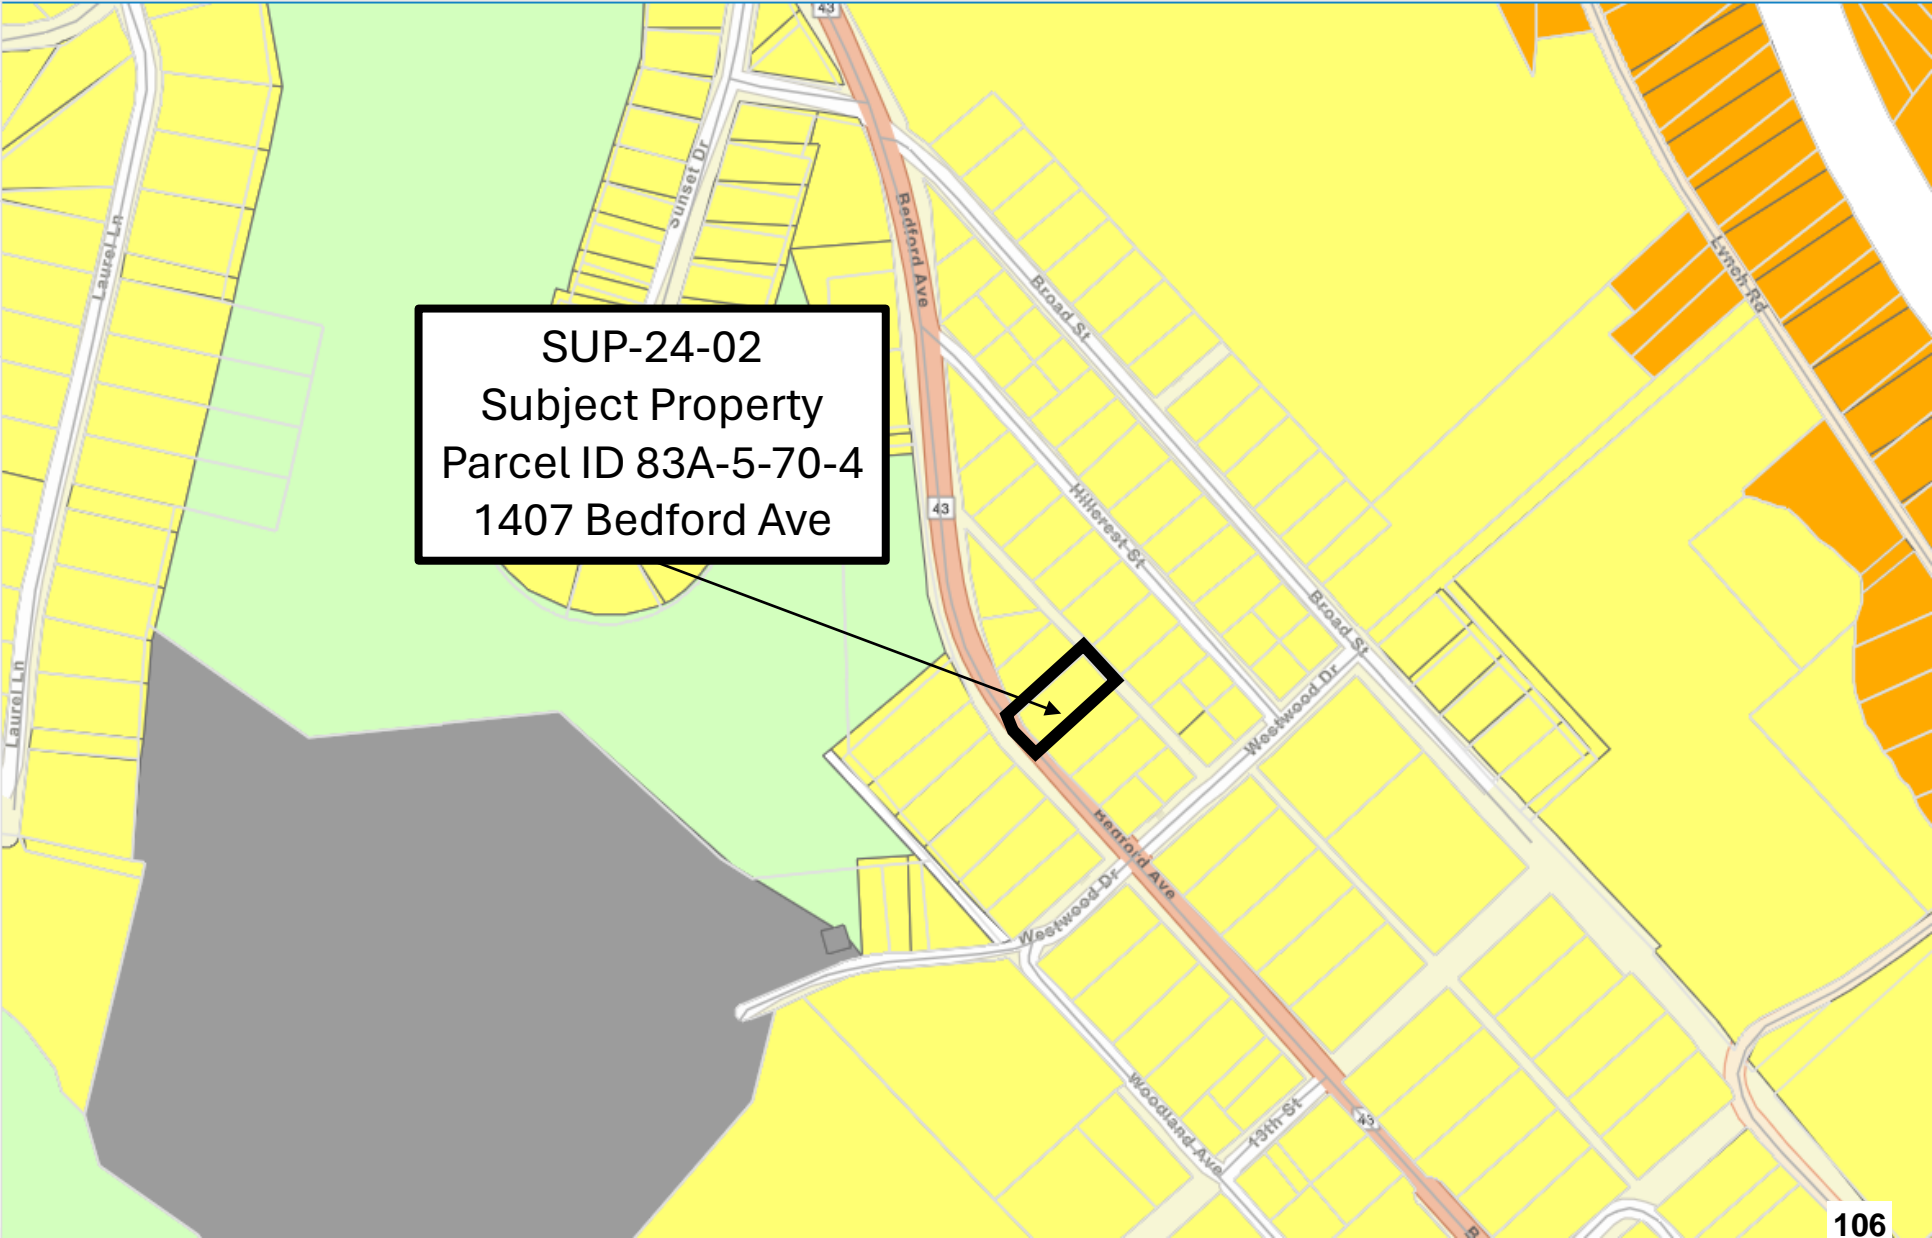 43
Sunset Dr
Laurel Ln
Bedford Ave
Broad St
Lynch Rd
SUP-24-02
Subject Property
Parcel ID 83A-5-70-4
1407 Bedford Ave
43
Hillcrest St
Broad St
Laurel Ln
Westwood Dr
Bedford Ave
Westwood Dr
Woodland Ave
13th St
43
B
106